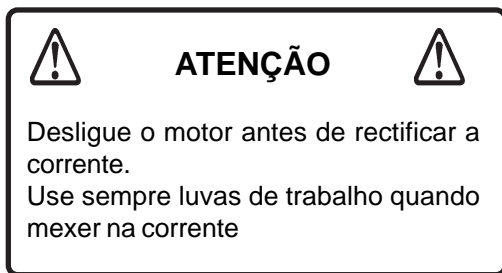 ATENÇÃO
Desligue o motor antes de rectificar a
corrente.
Use sempre luvas de trabalho quando
mexer na corrente